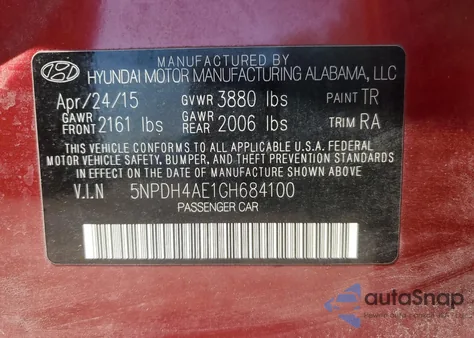 MANUFACTURED BY
HYUNDAI MOTOR MANUFACTURING ALABAMA, LLC
Apr/24/15 GVWR 3880 lbs PAINT TR
GAWR FRONT 2161 lbs GAWR REAR 2006 lbs TRIM RA
THIS VEHICLE CONFORMS TO ALL APPLICABLE U.S.A. FEDERAL
MOTOR VEHICLE SAFETY, BUMPER, AND THEFT PREVENTION STANDARDS
IN EFFECT ON THE DATE OF MANUFACTURE SHOWN ABOVE.
V.I.N 5NPDH4AE1GH684100
PASSENGER CAR
autoSnap